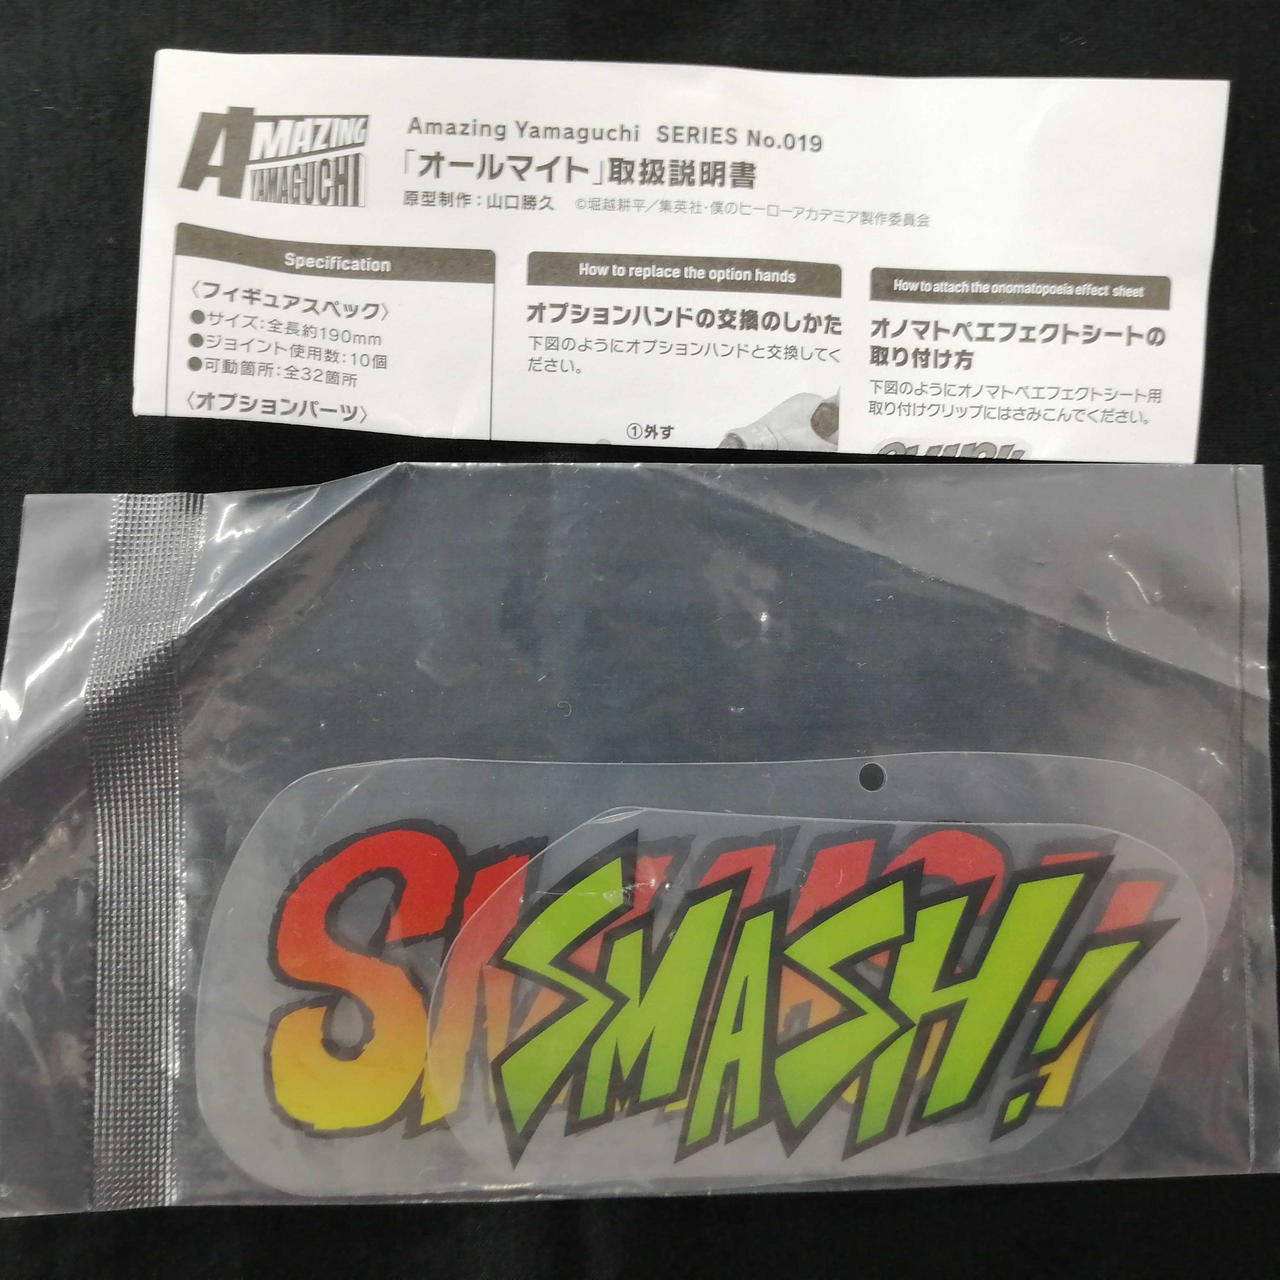 AMAZING
YAMAGUCHI
Amazing Yamaguchi SERIES No.019
「オールマイト」取扱説明書
原型制作：山口勝久 ©堀越耕平／集英社・僕のヒーローアカデミア製作委員会
Specification
〈フィギュアスペック〉
●サイズ：全長約190mm
●ジョイント使用数：10個
●可動箇所：全32箇所
〈オプションパーツ〉
How to replace the option hands
オプションハンドの交換のしかた
下図のようにオプションハンドと交換してく
ださい。
①外す
How to attach the onomatopoeia effect sheet
オノマトペエフェクトシートの
取り付け方
下図のようにオノマトペエフェクトシート用
取り付けクリップにはさみこんでください。
SMASH!